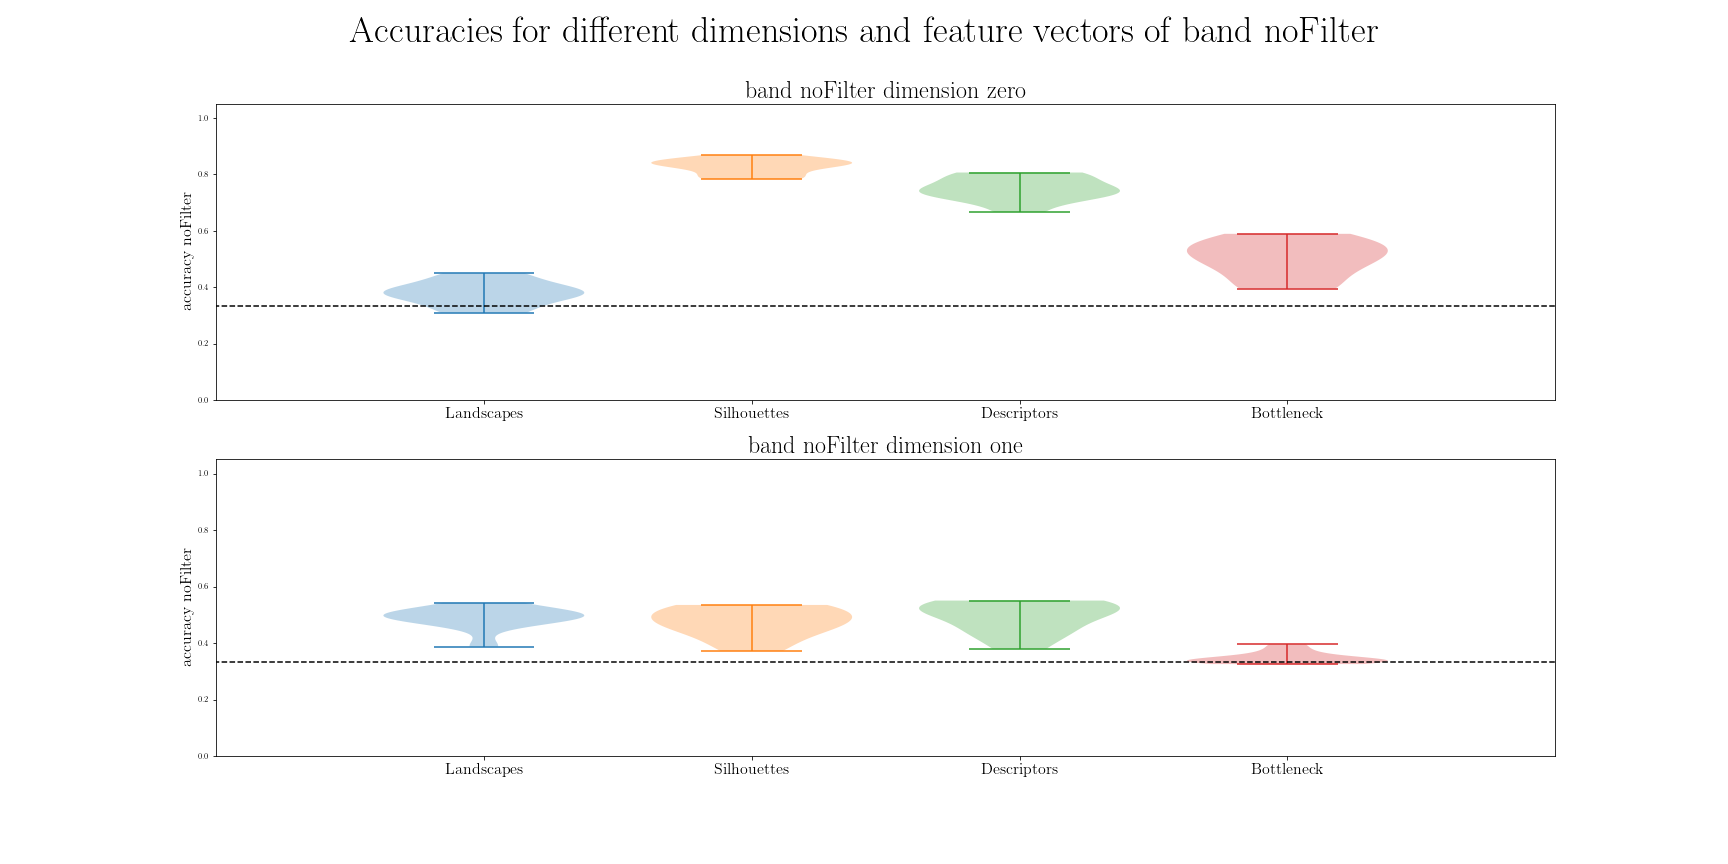 Accuracies for different dimensions and feature vectors of band noFilter
band noFilter dimension zero
accuracy noFilter
1.0
0.8
0.6
0.4
0.2
0.0
Landscapes Silhouettes Descriptors Bottleneck
band noFilter dimension one
accuracy noFilter
1.0
0.8
0.6
0.4
0.2
0.0
Landscapes Silhouettes Descriptors Bottleneck